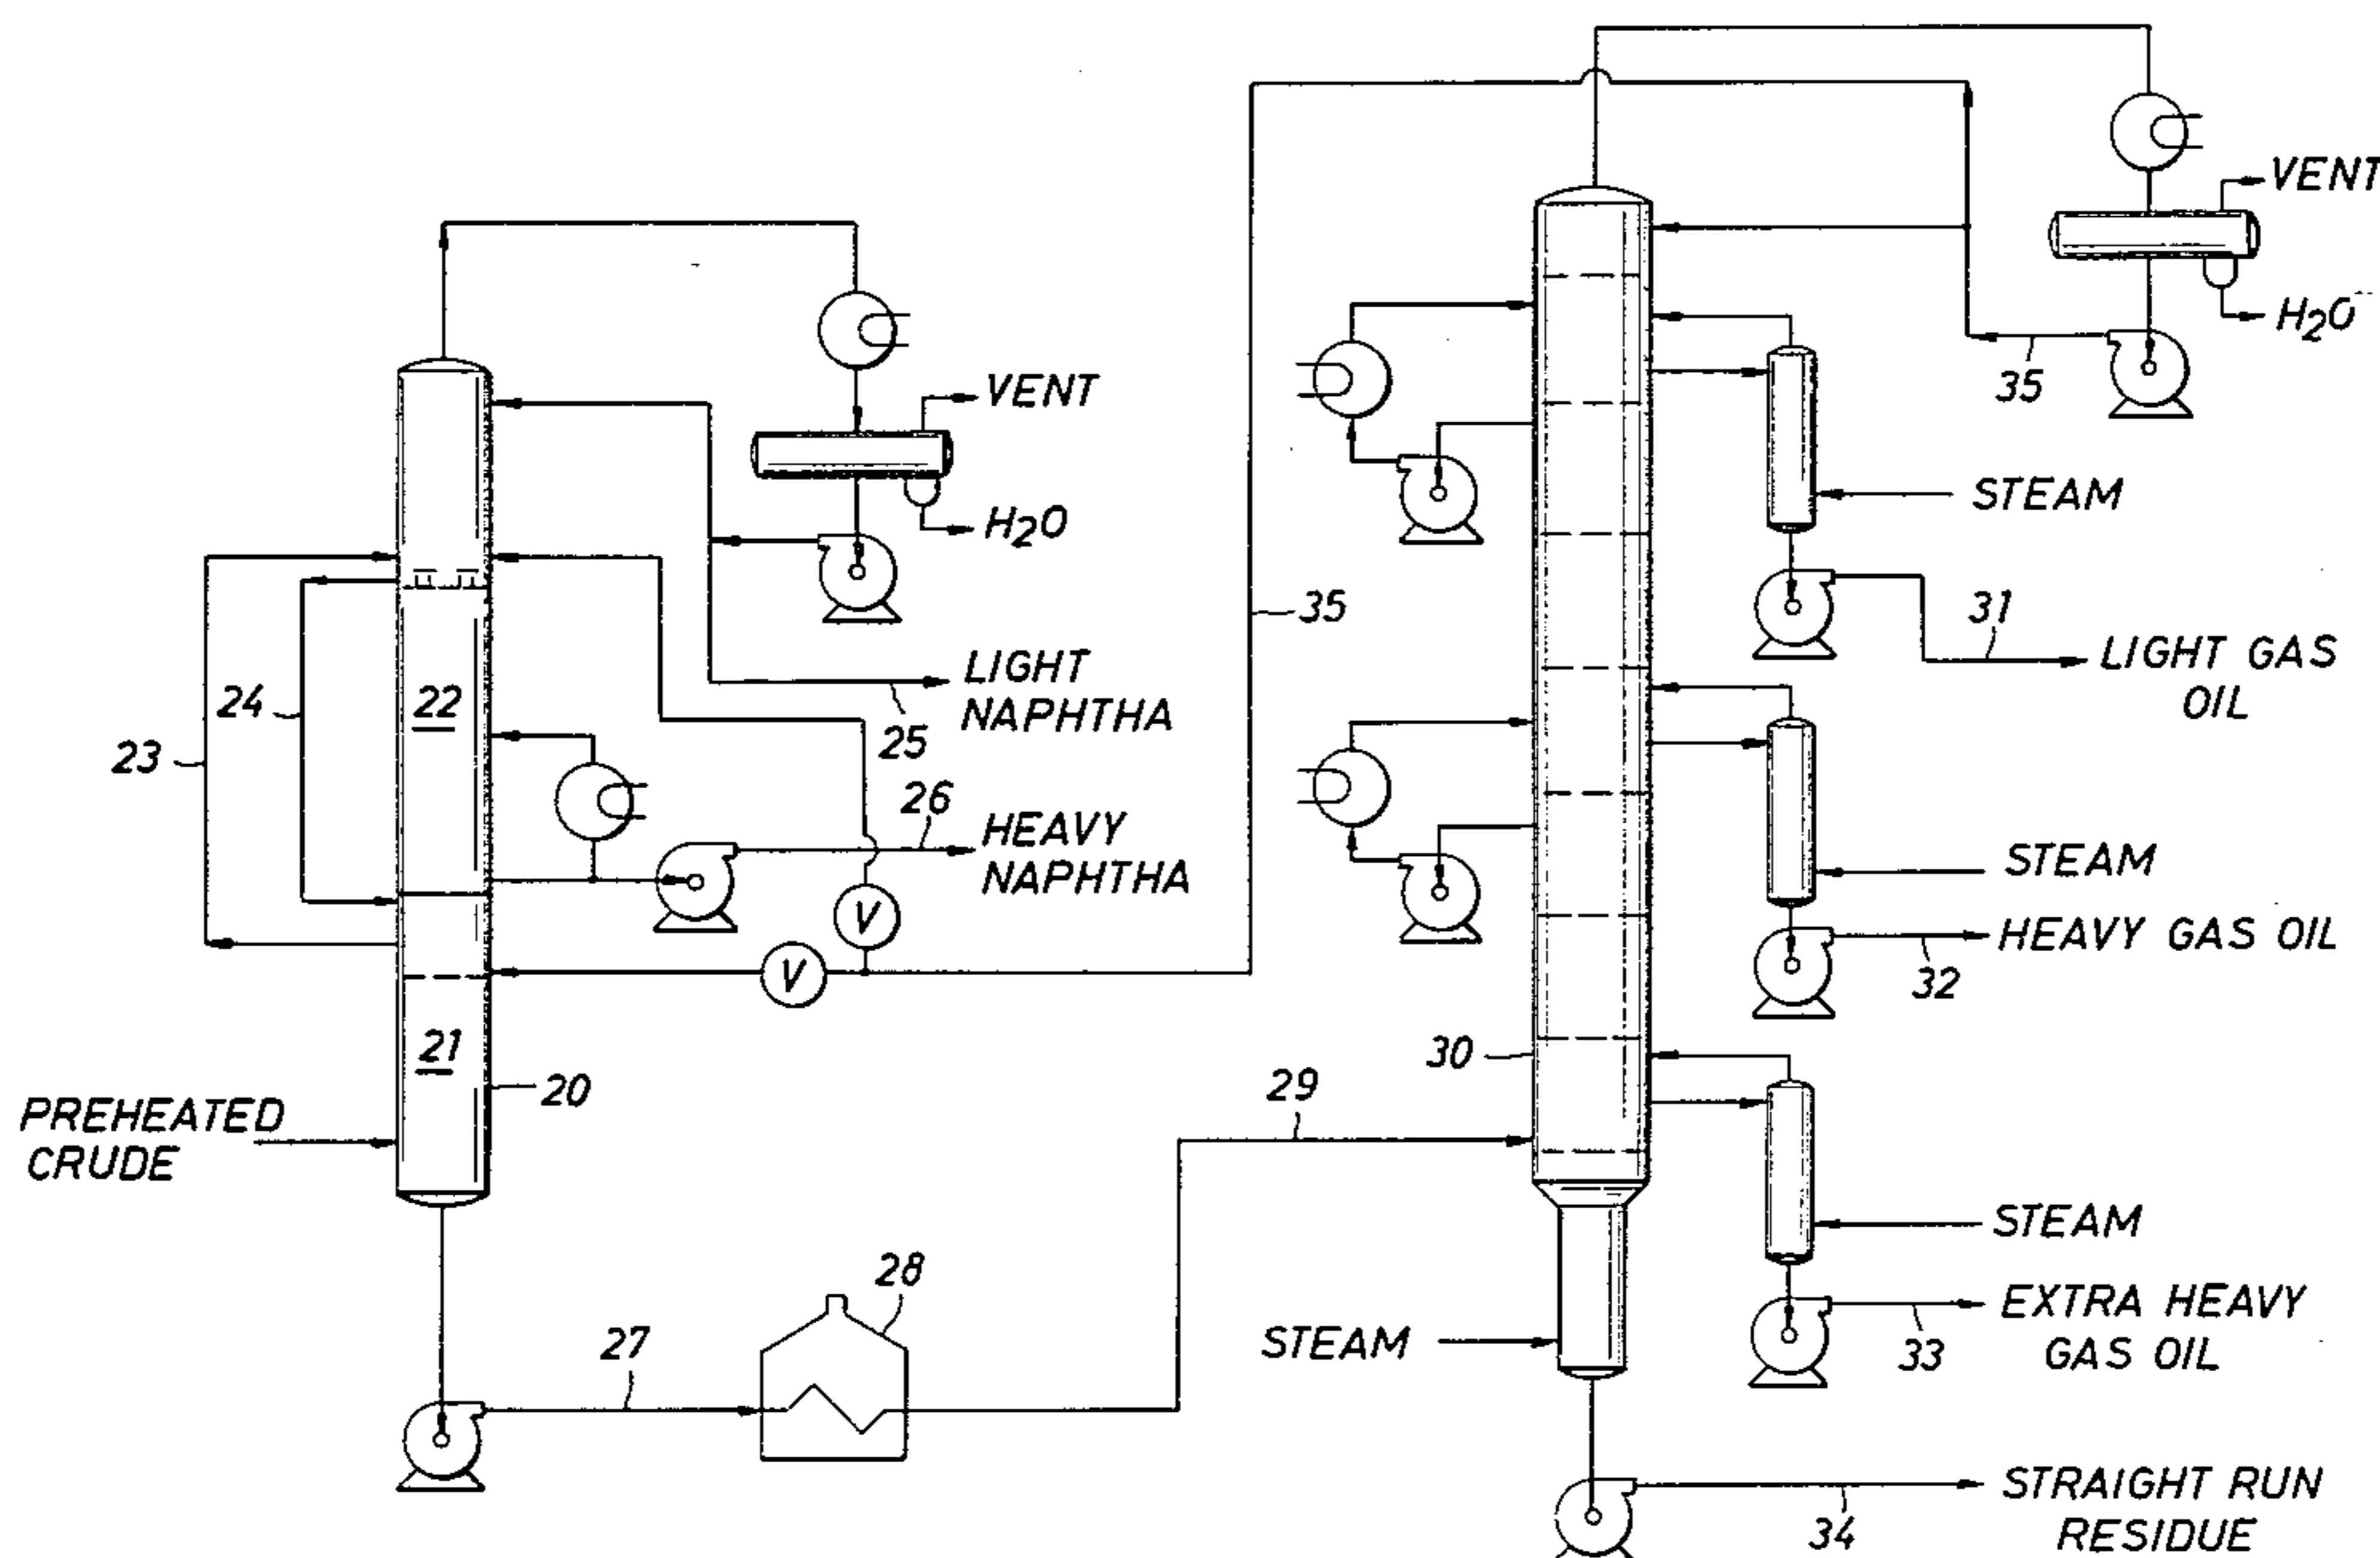 VENT
H2O
35
VENT
H2O
STEAM
31
LIGHT GAS
OIL
35
24
22
23
LIGHT
NAPHTHA
25
26
HEAVY
NAPHTHA
V
V
STEAM
HEAVY GAS OIL
32
21
20
30
29
PREHEATED
CRUDE
STEAM
28
27
STEAM
EXTRA HEAVY
GAS OIL
33
STRAIGHT RUN
RESIDUE
34